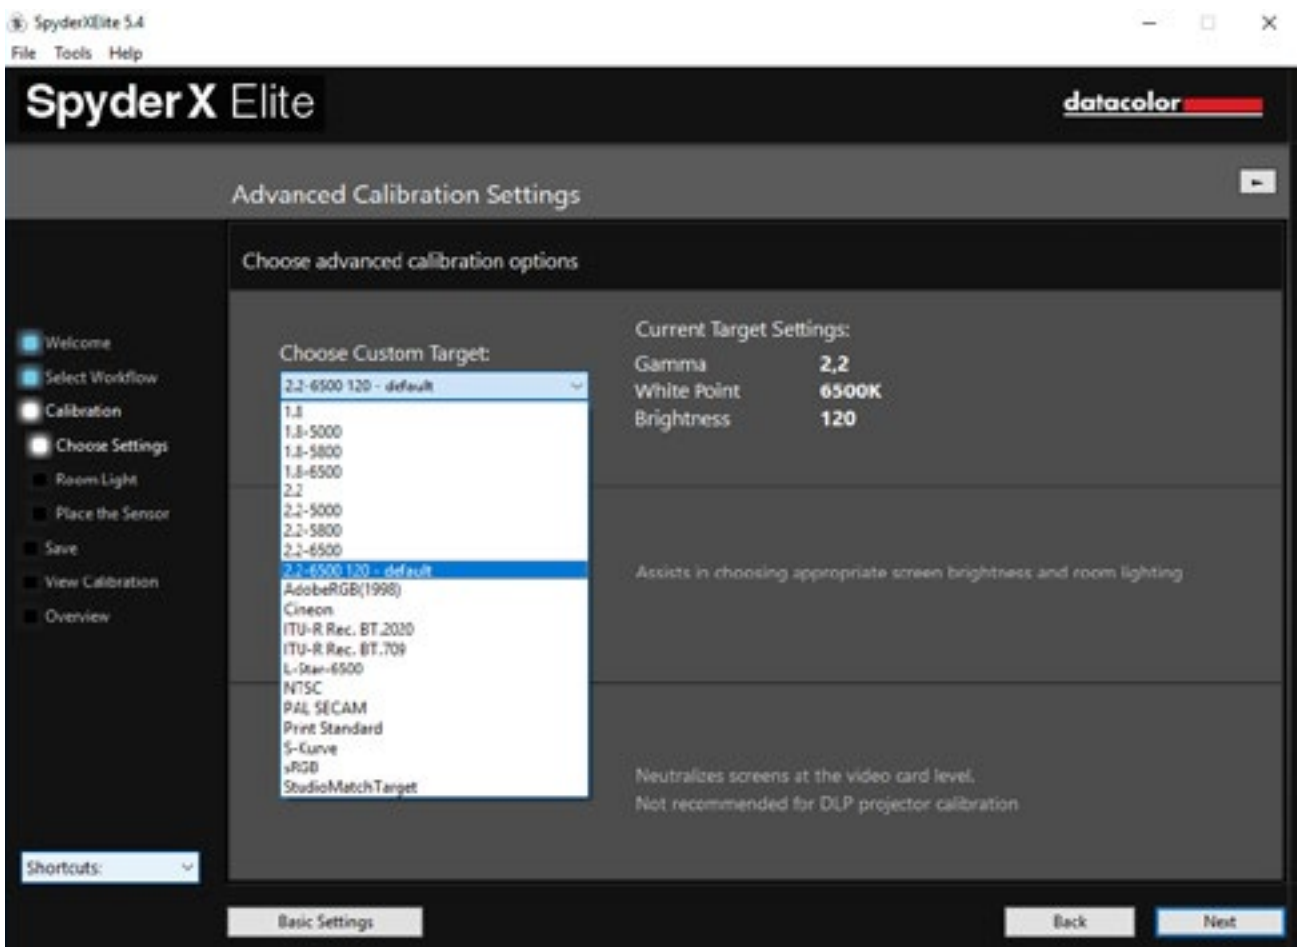 SpyderXElite 5.4
File Tools Help
SpyderX Elite
datacolor
Advanced Calibration Settings
Choose advanced calibration options
Welcome
Select Workflow
Calibration
Choose Settings
Room Light
Place the Sensor
Save
View Calibration
Overview
Shortcuts:
Choose Custom Target:
2.2-6500 120 - default
1.8
1.8-5000
1.8-5800
1.8-6500
2.2
2.2-5000
2.2-5800
2.2-6500
2.2-6500 120 - default
AdobeRGB(1998)
Cineon
ITU-R Rec. BT.2020
ITU-R Rec. BT.709
L-Star-6500
NTSC
PAL SECAM
Print Standard
S-Kurve
sRGB
StudioMatchTarget
Current Target Settings:
Gamma 2,2
White Point 6500K
Brightness 120
Assists in choosing appropriate screen brightness and room lighting
Neutralizes screens at the video card level.
Not recommended for DLP projector calibration
Basic Settings
Back
Next